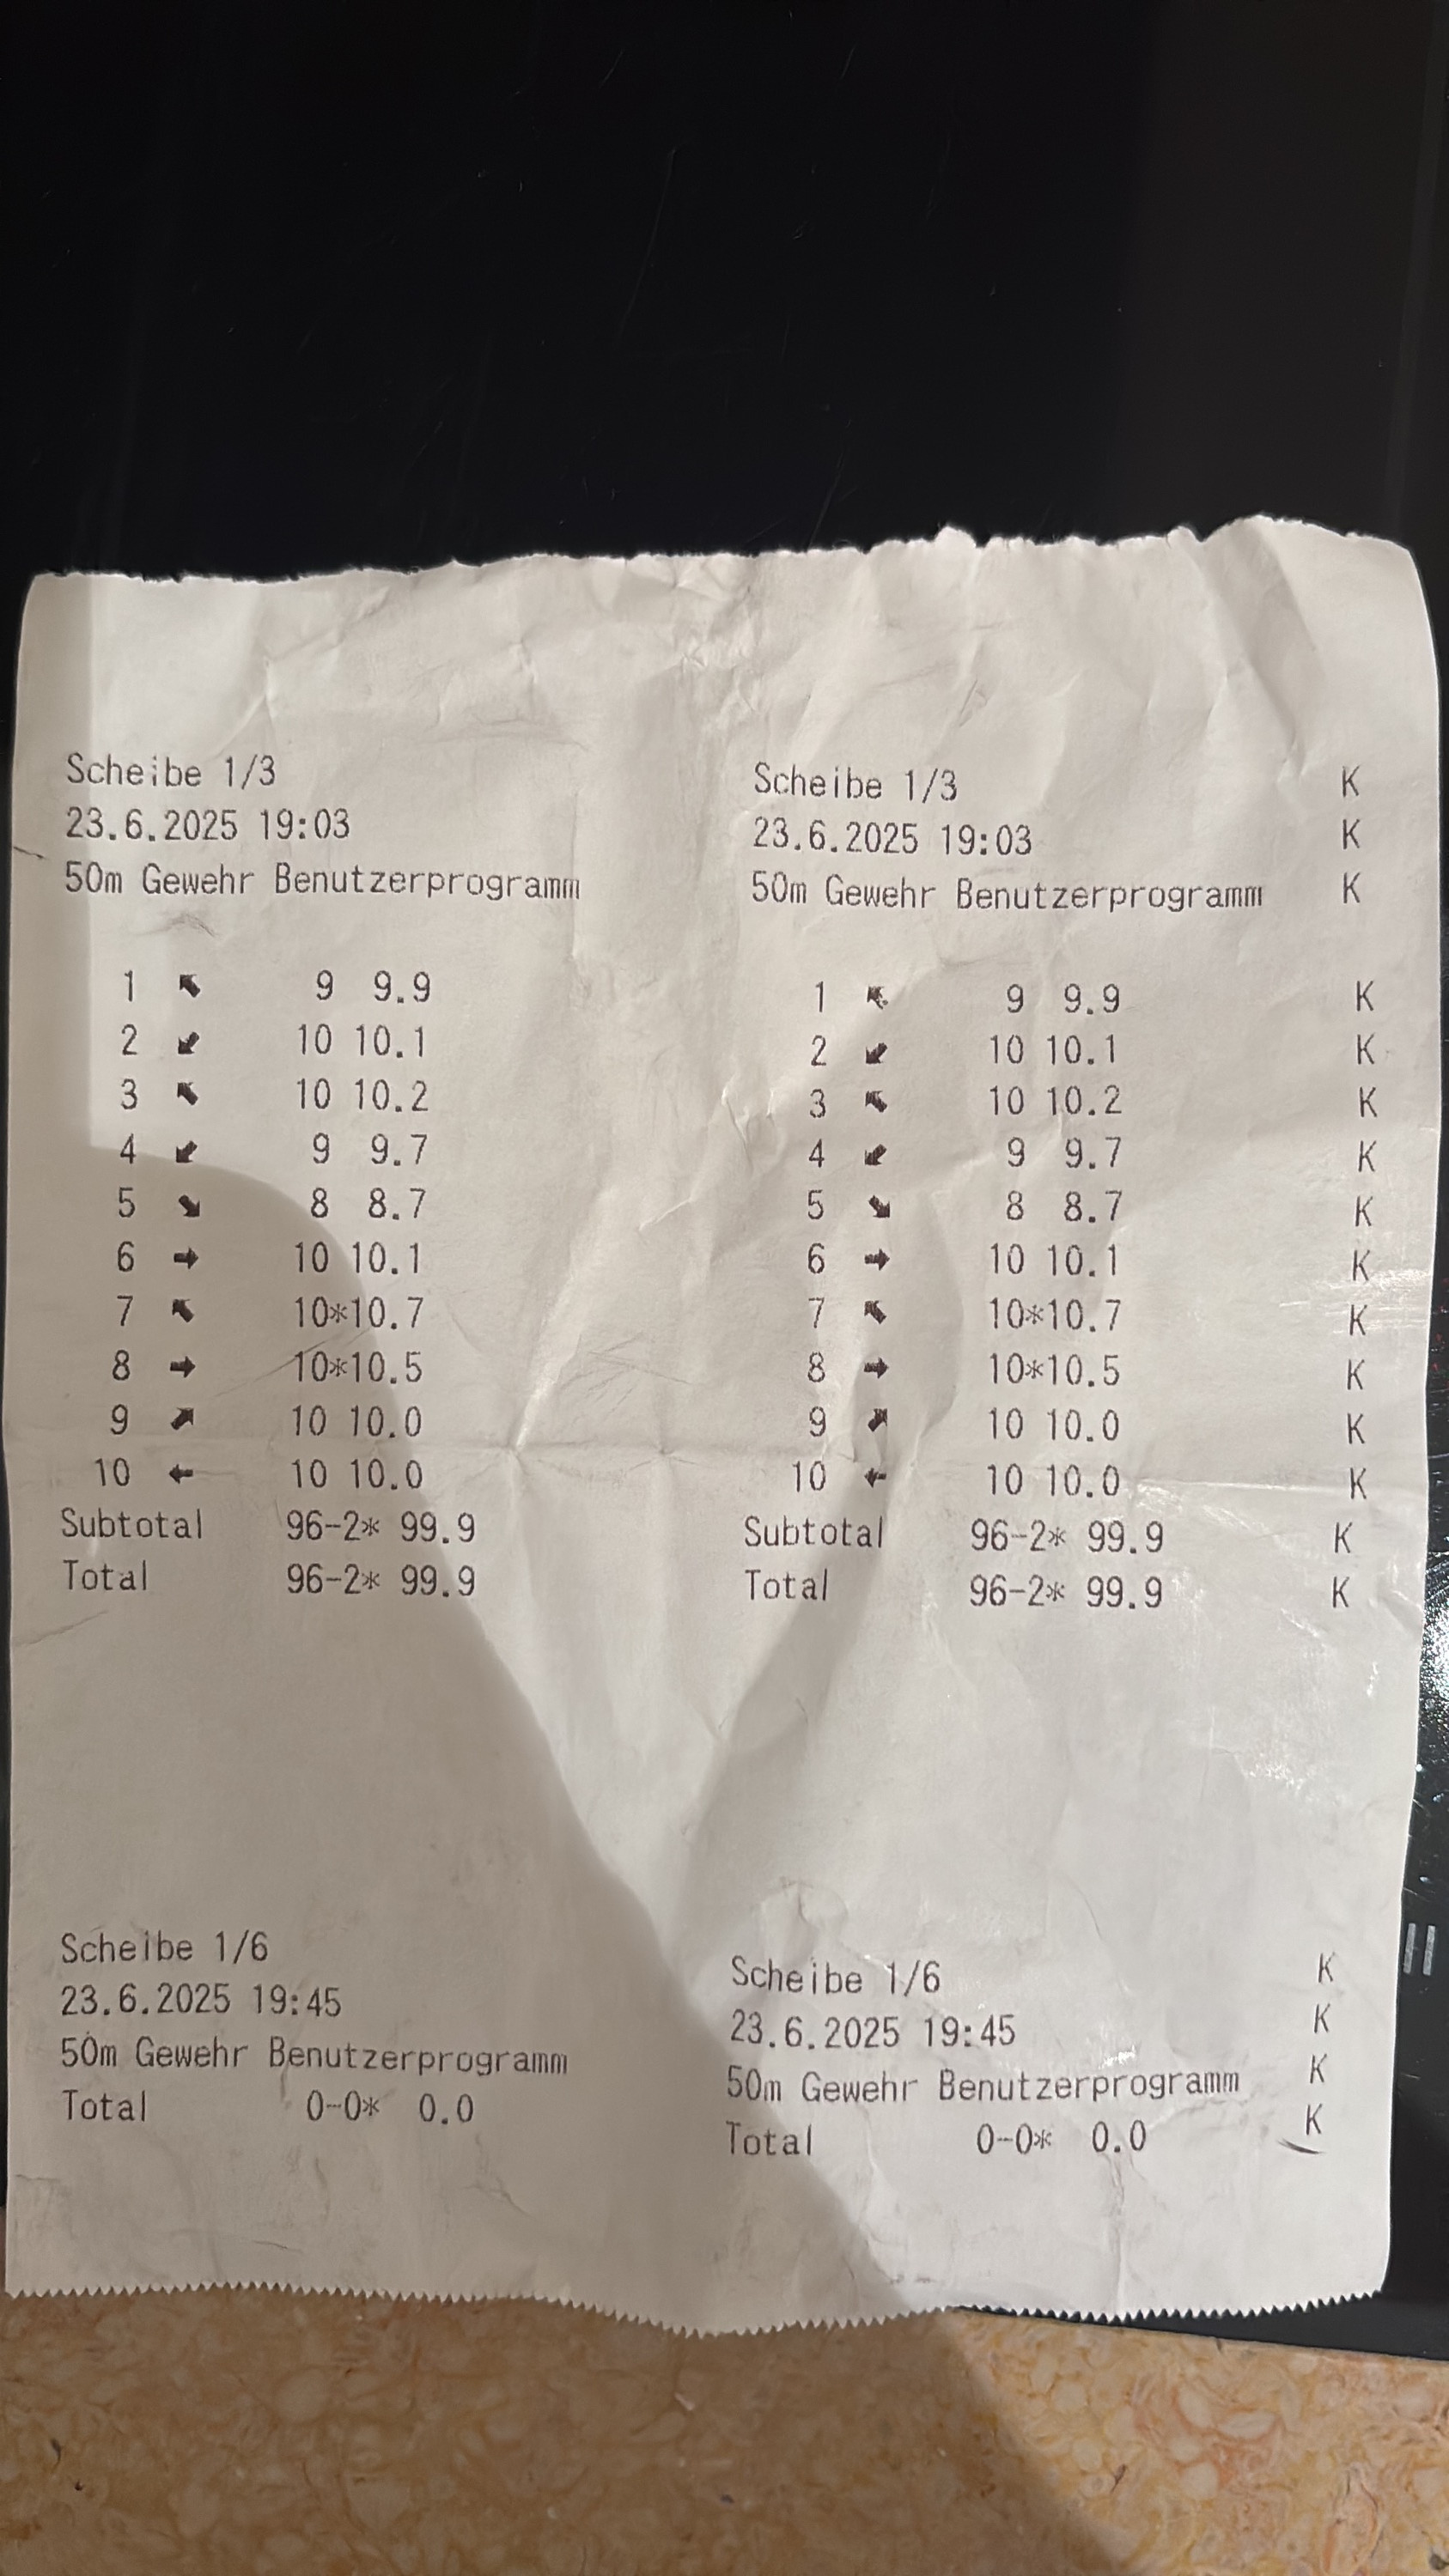 Scheibe 1/3
23.6.2025 19:03
50m Gewehr Benutzerprogramm
1 ↖ 9 9.9
2 ↙ 10 10.1
3 ↖ 10 10.2
4 ↙ 9 9.7
5 ↘ 8 8.7
6 → 10 10.1
7 ↖ 10*10.7
8 → 10*10.5
9 ↗ 10 10.0
10 ← 10 10.0
Subtotal 96-2* 99.9
Total 96-2* 99.9
Scheibe 1/6
23.6.2025 19:45
50m Gewehr Benutzerprogramm
Total 0-0* 0.0
Scheibe 1/3 K
23.6.2025 19:03 K
50m Gewehr Benutzerprogramm K
1 ↖ 9 9.9 K
2 ↙ 10 10.1 K
3 ↖ 10 10.2 K
4 ↙ 9 9.7 K
5 ↘ 8 8.7 K
6 → 10 10.1 K
7 ↖ 10*10.7 K
8 → 10*10.5 K
9 ↗ 10 10.0 K
10 ← 10 10.0 K
Subtotal 96-2* 99.9 K
Total 96-2* 99.9 K
Scheibe 1/6 K
23.6.2025 19:45 K
50m Gewehr Benutzerprogramm K
Total 0-0* 0.0 K